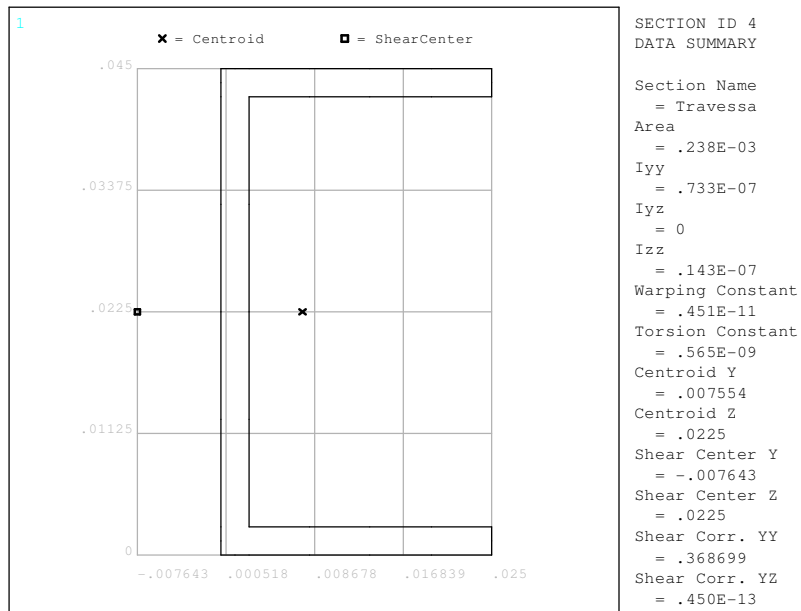 1
✖ = Centroid
◻ = ShearCenter
.045
.03375
.0225
.01125
0
-.007643 .000518 .008678 .016839 .025
SECTION ID 4
DATA SUMMARY
Section Name
= Travessa
Area
= .238E-03
Iyy
= .733E-07
Iyz
= 0
Izz
= .143E-07
Warping Constant
= .451E-11
Torsion Constant
= .565E-09
Centroid Y
= .007554
Centroid Z
= .0225
Shear Center Y
= -.007643
Shear Center Z
= .0225
Shear Corr. YY
= .368699
Shear Corr. YZ
= .450E-13